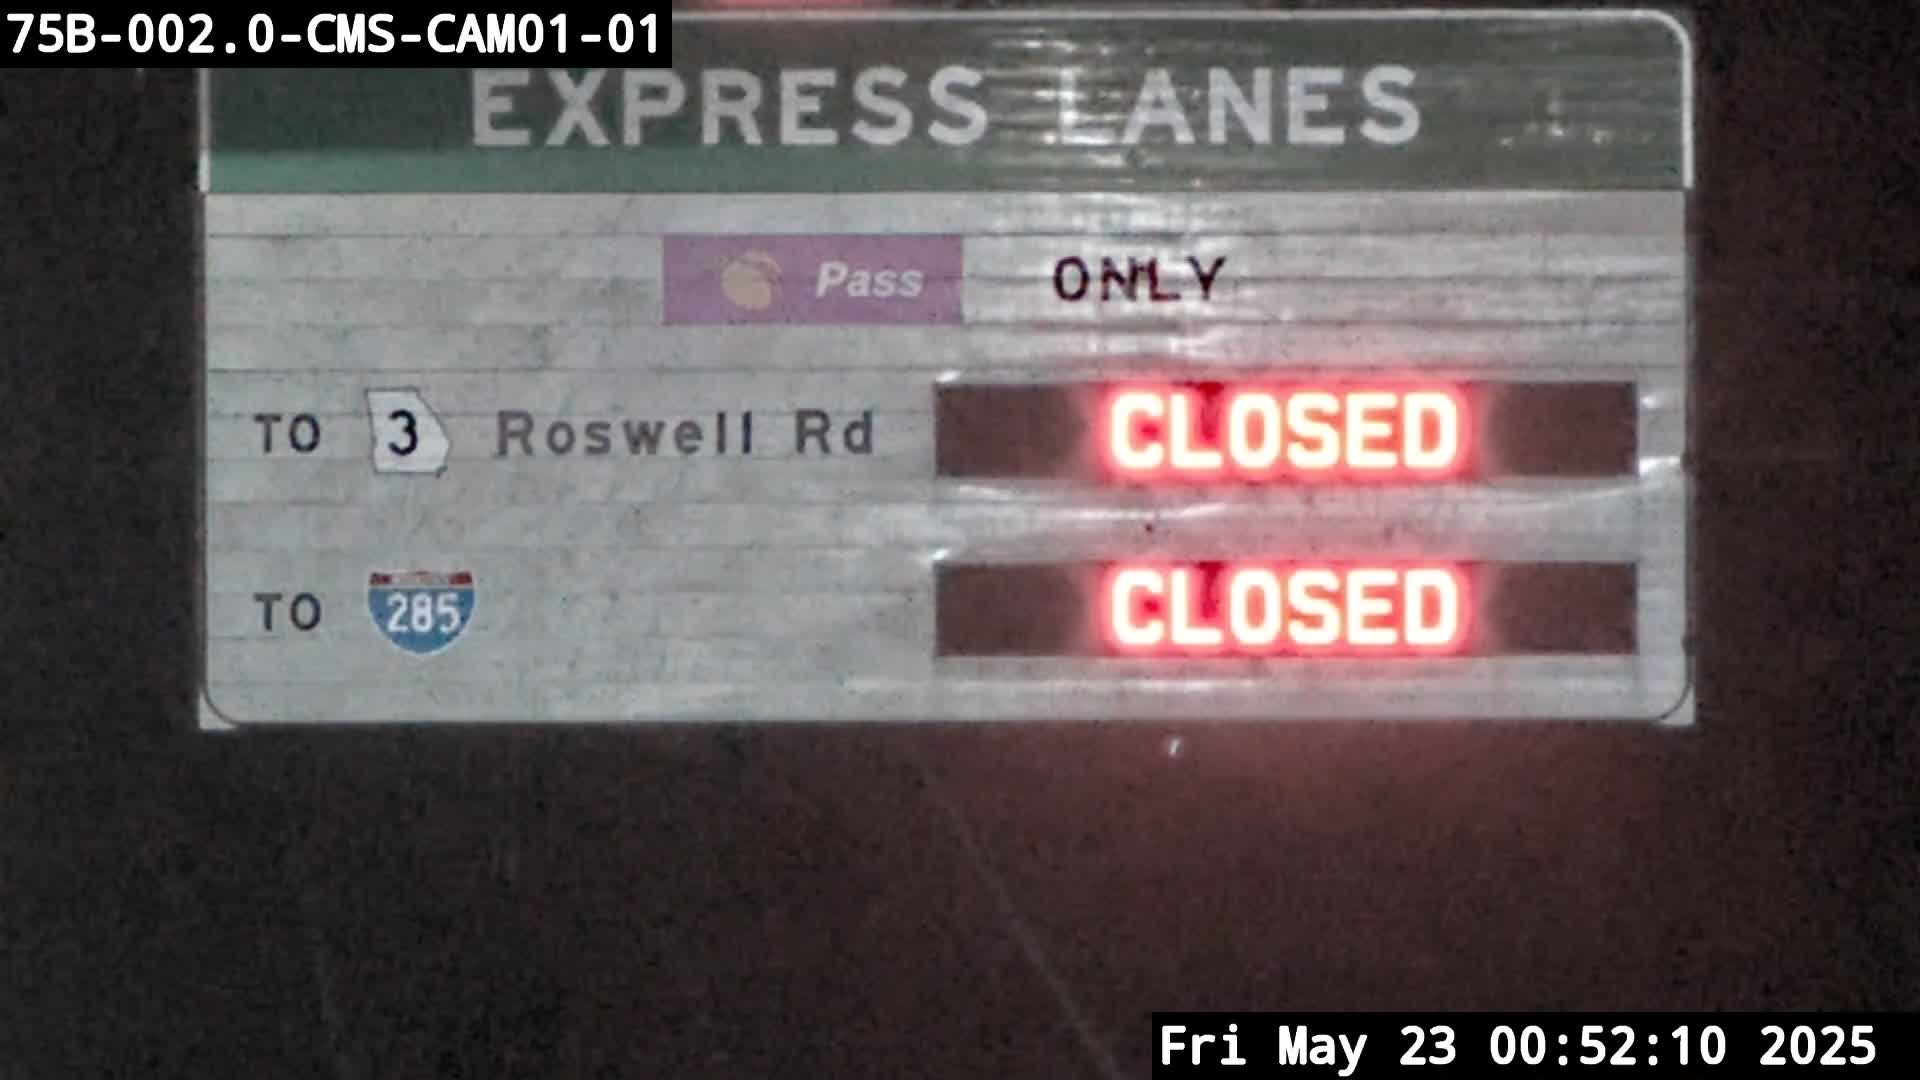 75B-002.0-CMS-CAM01-01
EXPRESS LANES
Pass ONLY
TO 3 Roswell Rd CLOSED
TO 285 CLOSED
Fri May 23 00:52:10 2025